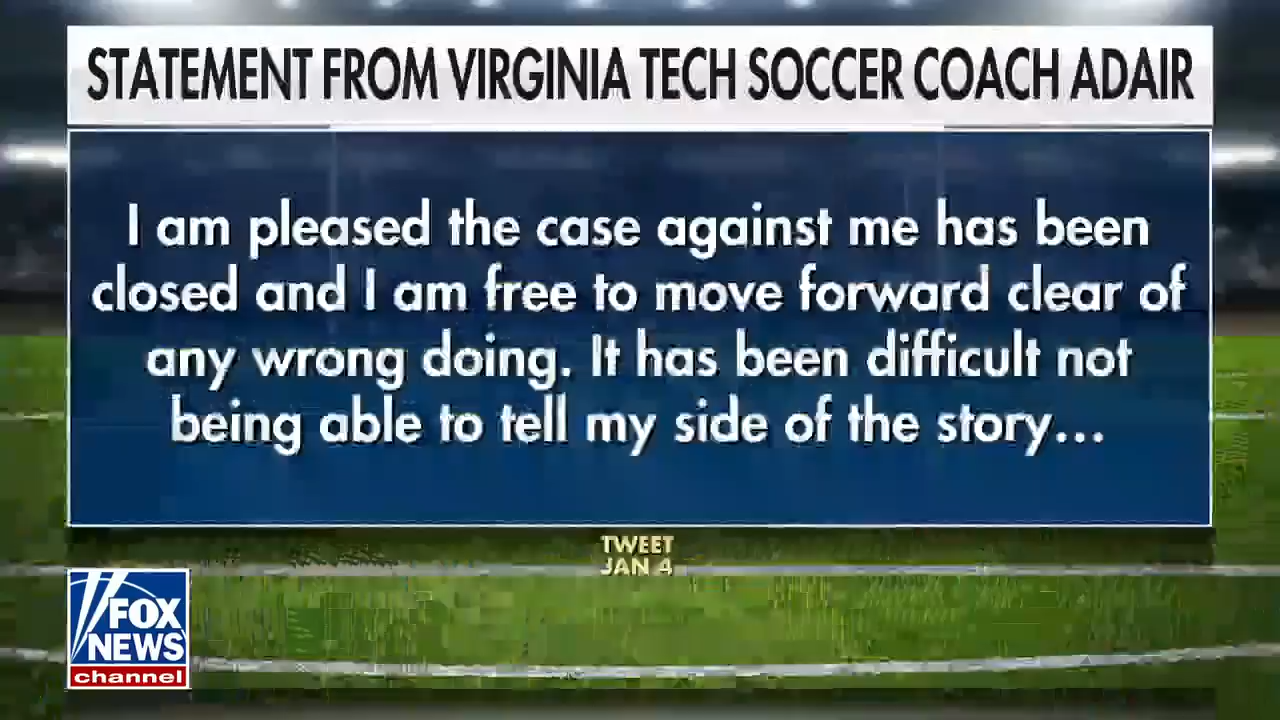 STATEMENT FROM VIRGINIA TECH SOCCER COACH ADAIR
I am pleased the case against me has been
closed and I am free to move forward clear of
any wrong doing. It has been difficult not
being able to tell my side of the story...
TWEET
JAN 4
FOX
NEWS
channel